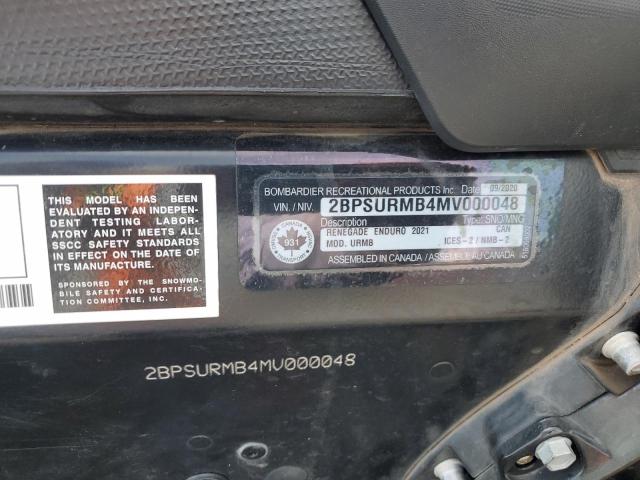 THIS MODEL HAS BEEN
EVALUATED BY AN INDEPEN-
DENT TESTING LABOR-
ATORY AND IT MEETS ALL
SSCC SAFETY STANDARDS
IN EFFECT ON THE DATE OF
ITS MANUFACTURE.
SPONSORED BY THE SNOWMO-
BILE SAFETY AND CERTIFICA-
TION COMMITTEE, INC.
BOMBARDIER RECREATIONAL PRODUCTS Inc. Date: 09/2020
VIN. / NIV. 2BPSURMB4MV000048
Description Type: SNO/MNG
RENEGADE ENDURO 2021 CAN
MOD. URMB ICES-2 / NMB-2
ASSEMBLED IN CANADA / ASSEMBLÉ AU CANADA
CANADA
931
TRANSPORT
2BPSURMB4MV000048